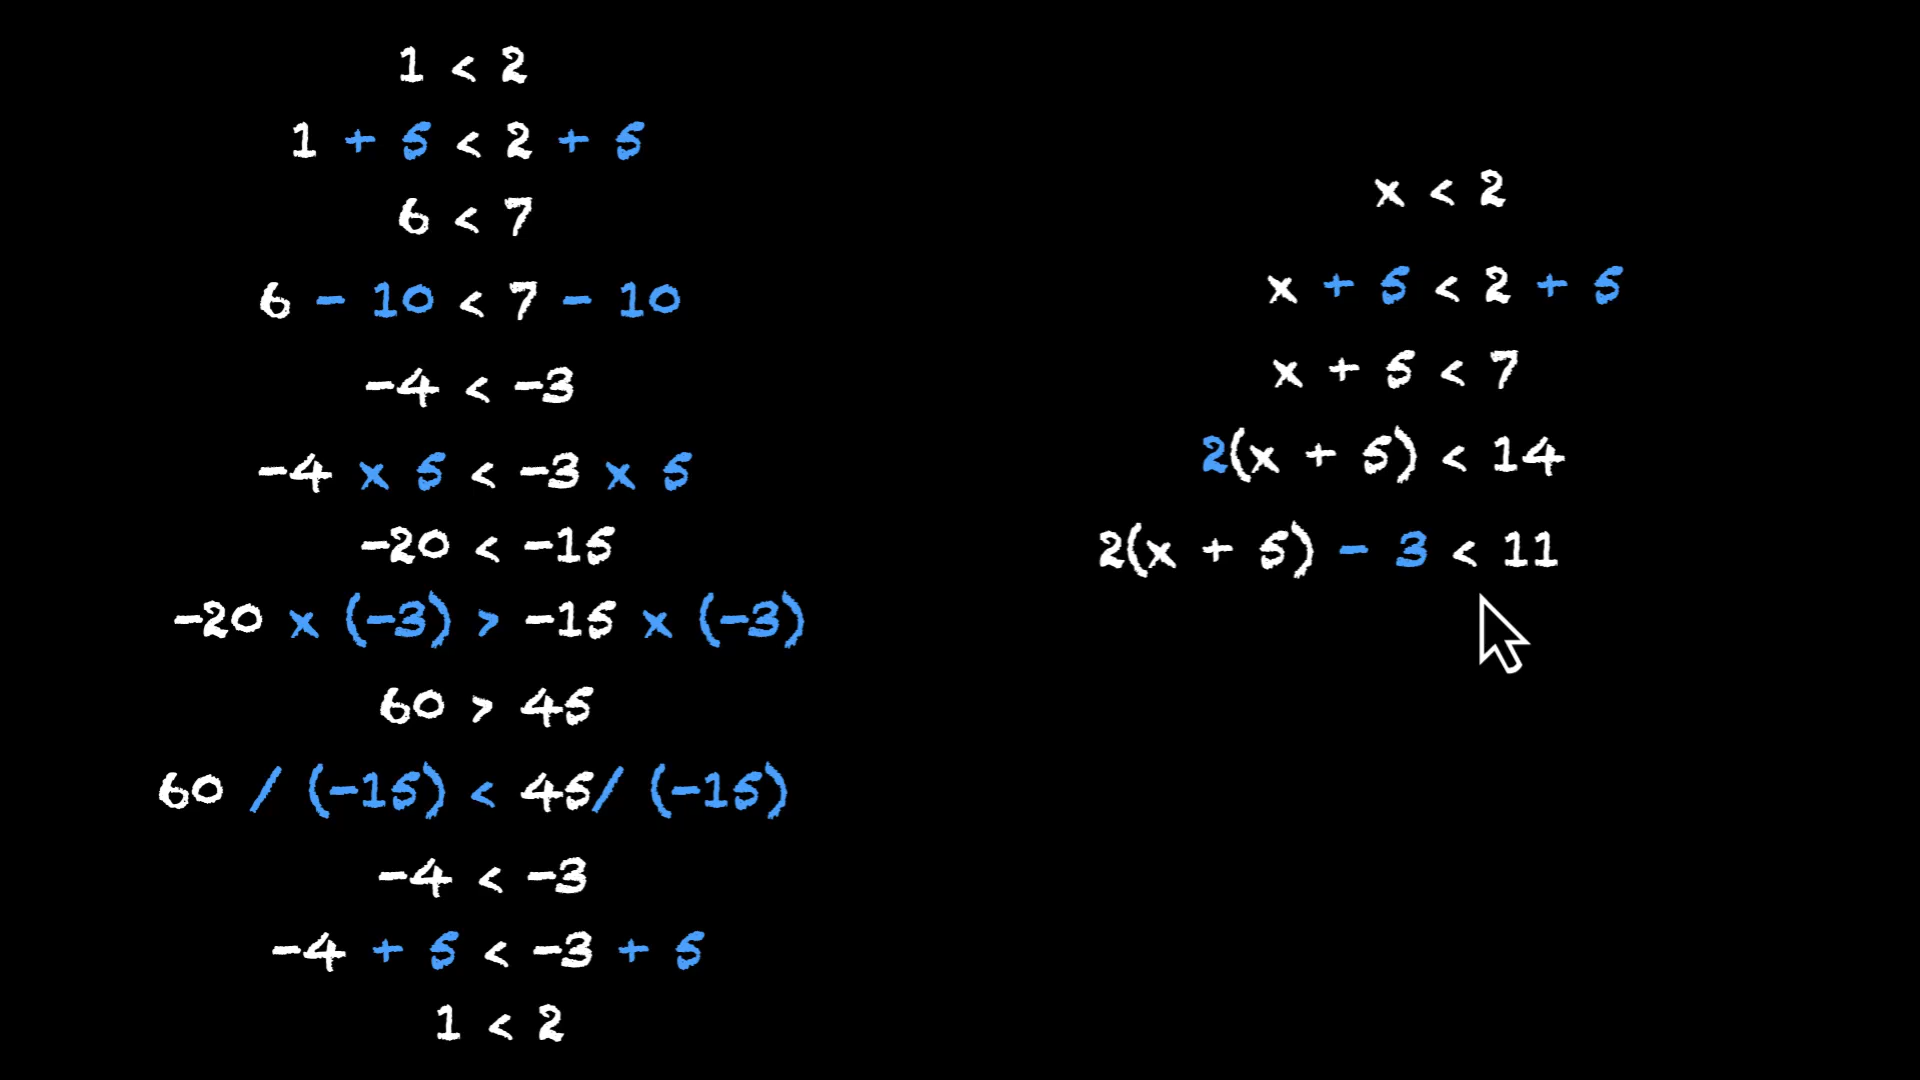 1 < 2
1 + 5 < 2 + 5
6 < 7
6 - 10 < 7 - 10
-4 < -3
-4 x 5 < -3 x 5
-20 < -15
-20 x (-3) > -15 x (-3)
60 > 45
60 / (-15) < 45/ (-15)
-4 < -3
-4 + 5 < -3 + 5
1 < 2
x < 2
x + 5 < 2 + 5
x + 5 < 7
2(x + 5) < 14
2(x + 5) - 3 < 11